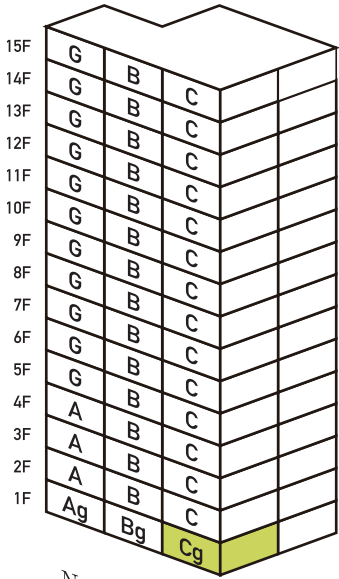 15F G B C
14F G B C
13F G B C
12F G B C
11F G B C
10F G B C
9F G B C
8F G B C
7F G B C
6F G B C
5F G B C
4F A B C
3F A B C
2F A B C
1F Ag Bg Cg